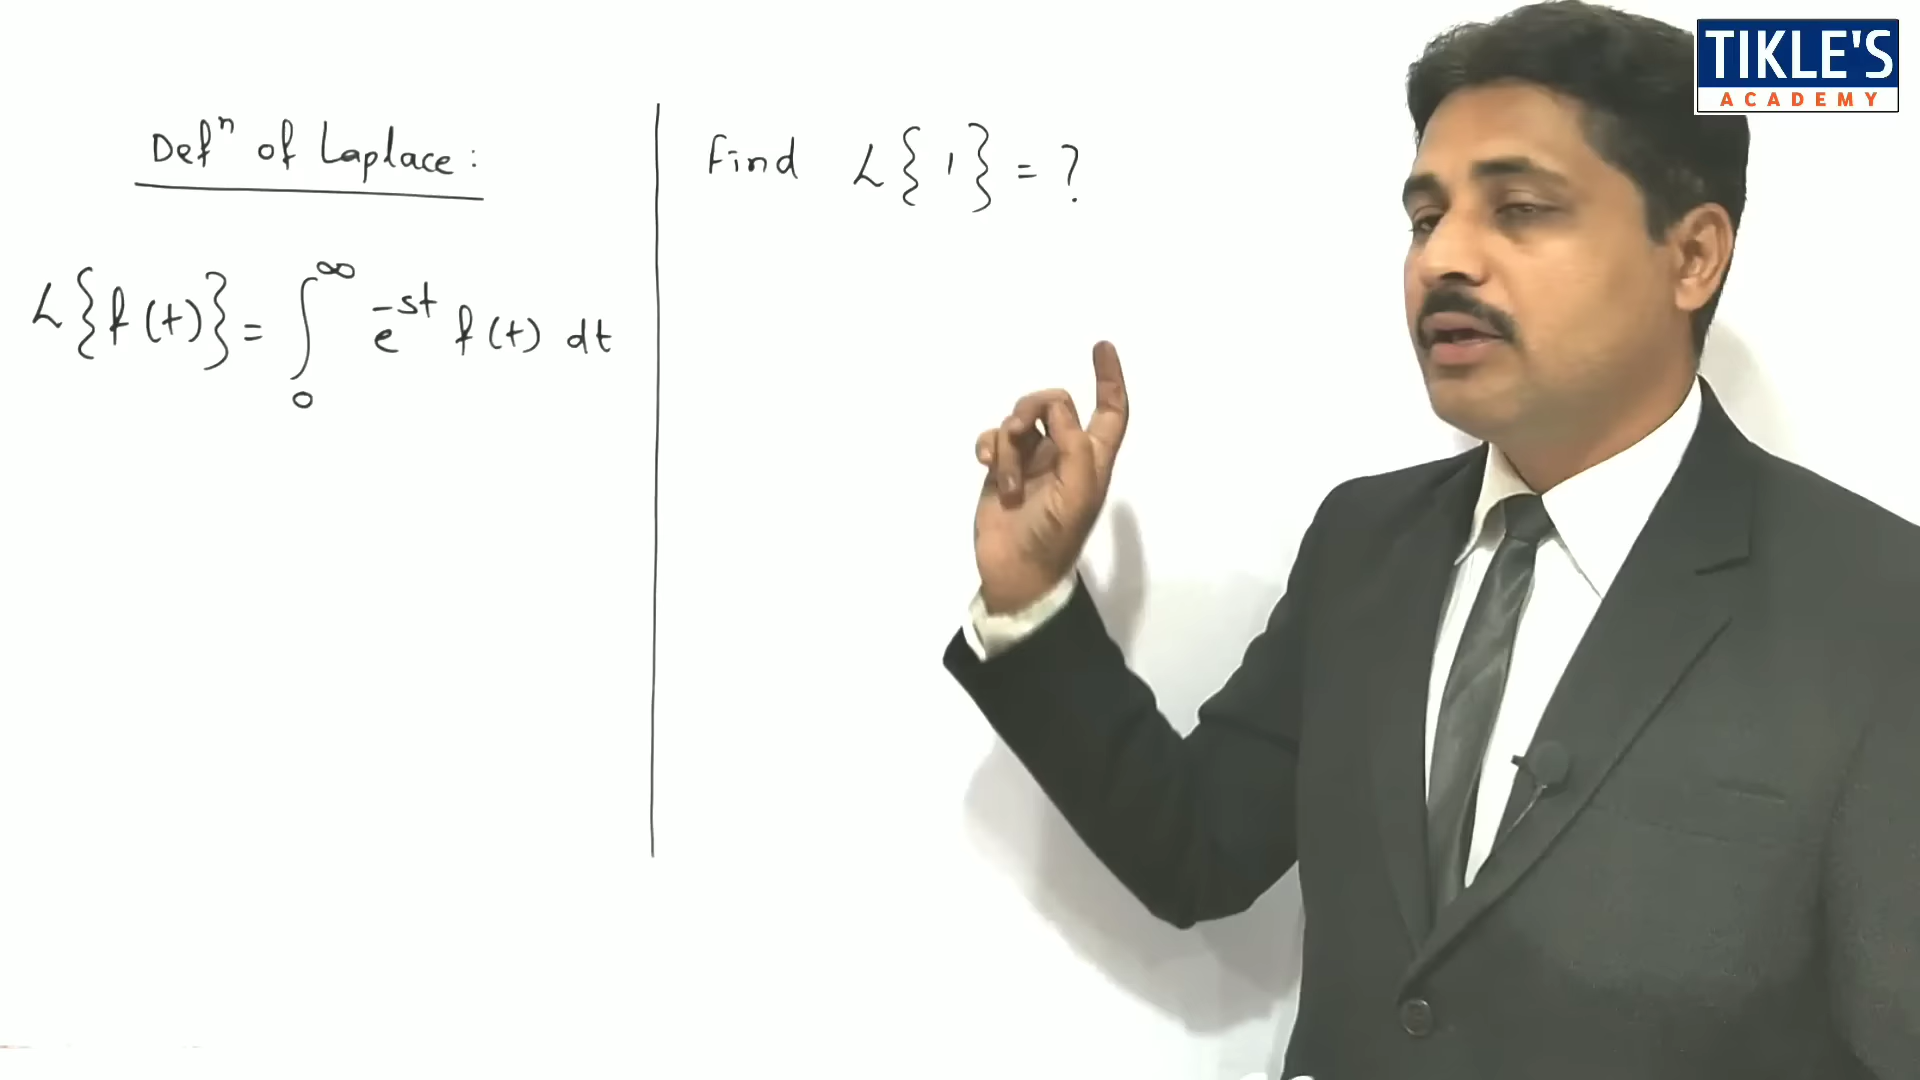 Defⁿ of Laplace :
L{f(t)} = ∫₀^∞ e^{-st} f(t) dt
Find L{1} = ?
TIKLE'S
ACADEMY